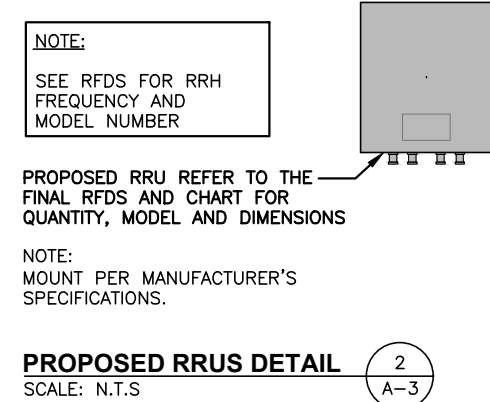 NOTE:
SEE RFDS FOR RRH
FREQUENCY AND
MODEL NUMBER
PROPOSED RRU REFER TO THE
FINAL RFDS AND CHART FOR
QUANTITY, MODEL AND DIMENSIONS
NOTE:
MOUNT PER MANUFACTURER'S
SPECIFICATIONS.
PROPOSED RRUS DETAIL
SCALE: N.T.S
2
A-3